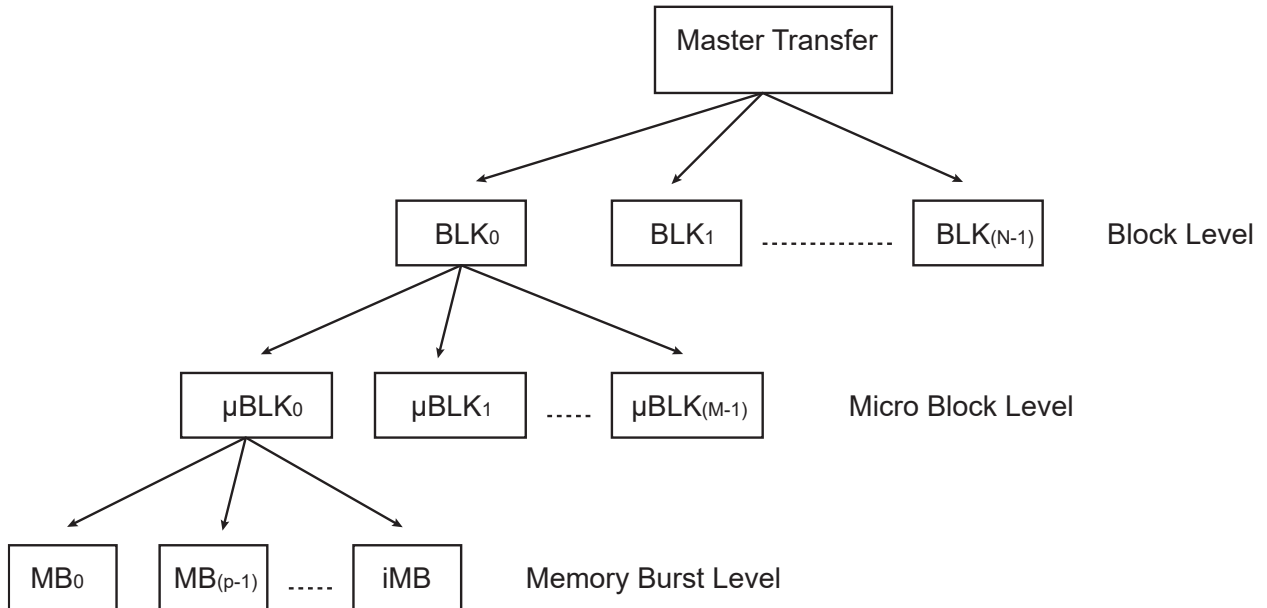 Master Transfer
BLK0 BLK1 BLK(N-1) Block Level
µBLK0 µBLK1 µBLK(M-1) Micro Block Level
MB0 MB(p-1) iMB Memory Burst Level